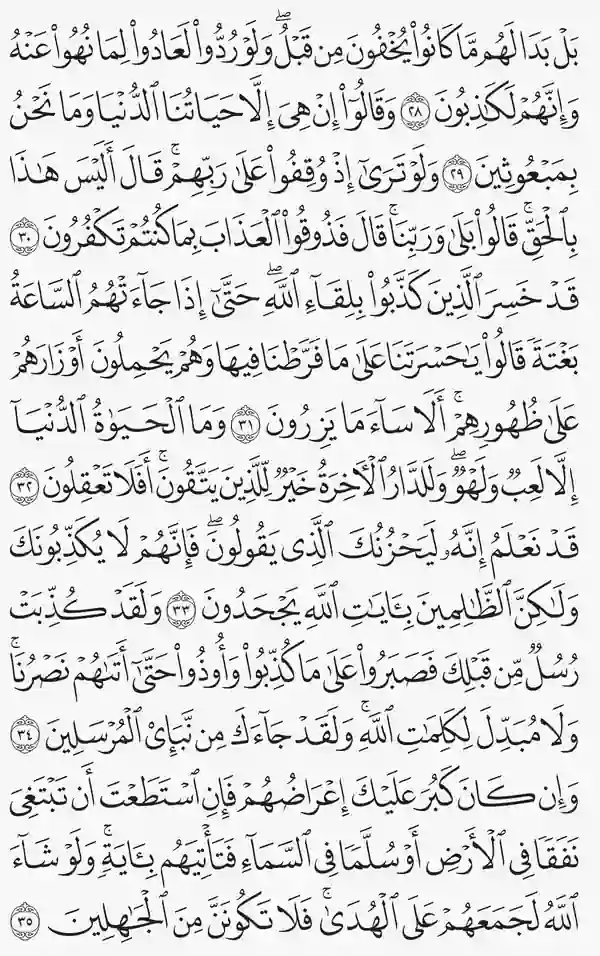 بَلْ بَدَا لَهُم مَّا كَانُوا۟ يُخْفُونَ مِن قَبْلُ ۖ وَلَوْ رُدُّوا۟ لَعَادُوا۟ لِمَا نُهُوا۟ عَنْهُ
وَإِنَّهُمْ لَكَـٰذِبُونَ ٢٨ وَقَالُوٓا۟ إِنْ هِىَ إِلَّا حَيَاتُنَا ٱلدُّنْيَا وَمَا نَحْنُ
بِمَبْعُوثِينَ ٢٩ وَلَوْ تَرَىٰٓ إِذْ وُقِفُوا۟ عَلَىٰ رَبِّهِمْ ۚ قَالَ أَلَيْسَ هَـٰذَا
بِٱلْحَقِّ ۚ قَالُوا۟ بَلَىٰ وَرَبِّنَا ۚ قَالَ فَذُوقُوا۟ ٱلْعَذَابَ بِمَا كُنتُمْ تَكْفُرُونَ ٣٠
قَدْ خَسِرَ ٱلَّذِينَ كَذَّبُوا۟ بِلِقَآءِ ٱللَّهِ ۖ حَتَّىٰٓ إِذَا جَآءَتْهُمُ ٱلسَّاعَةُ
بَغْتَةً قَالُوا۟ يَـٰحَسْرَتَنَا عَلَىٰ مَا فَرَّطْنَا فِيهَا وَهُمْ يَحْمِلُونَ أَوْزَارَهُمْ
عَلَىٰ ظُهُورِهِمْ ۚ أَلَا سَآءَ مَا يَزِرُونَ ٣١ وَمَا ٱلْحَيَوٰةُ ٱلدُّنْيَآ
إِلَّا لَعِبٌ وَلَهْوٌ ۖ وَلَلدَّارُ ٱلْـَٔاخِرَةُ خَيْرٌ لِّلَّذِينَ يَتَّقُونَ ۗ أَفَلَا تَعْقِلُونَ ٣٢
قَدْ نَعْلَمُ إِنَّهُۥ لَيَحْزُنُكَ ٱلَّذِى يَقُولُونَ ۖ فَإِنَّهُمْ لَا يُكَذِّبُونَكَ
وَلَـٰكِنَّ ٱلظَّـٰلِمِينَ بِـَٔايَـٰتِ ٱللَّهِ يَجْحَدُونَ ٣٣ وَلَقَدْ كُذِّبَتْ
رُسُلٌ مِّن قَبْلِكَ فَصَبَرُوا۟ عَلَىٰ مَا كُذِّبُوا۟ وَأُوذُوا۟ حَتَّىٰٓ أَتَىٰهُمْ نَصْرُنَا ۚ
وَلَا مُبَدِّلَ لِكَلِمَـٰتِ ٱللَّهِ ۚ وَلَقَدْ جَآءَكَ مِن نَّبَإِى۟ ٱلْمُرْسَلِينَ ٣٤
وَإِن كَانَ كَبُرَ عَلَيْكَ إِعْرَاضُهُمْ فَإِنِ ٱسْتَطَعْتَ أَن تَبْتَغِىَ
نَفَقًا فِى ٱلْأَرْضِ أَوْ سُلَّمًا فِى ٱلسَّمَآءِ فَتَأْتِيَهُم بِـَٔايَةٍ ۚ وَلَوْ شَآءَ
ٱللَّهُ لَجَمَعَهُمْ عَلَى ٱلْهُدَىٰ ۚ فَلَا تَكُونَنَّ مِنَ ٱلْجَـٰهِلِينَ ٣٥